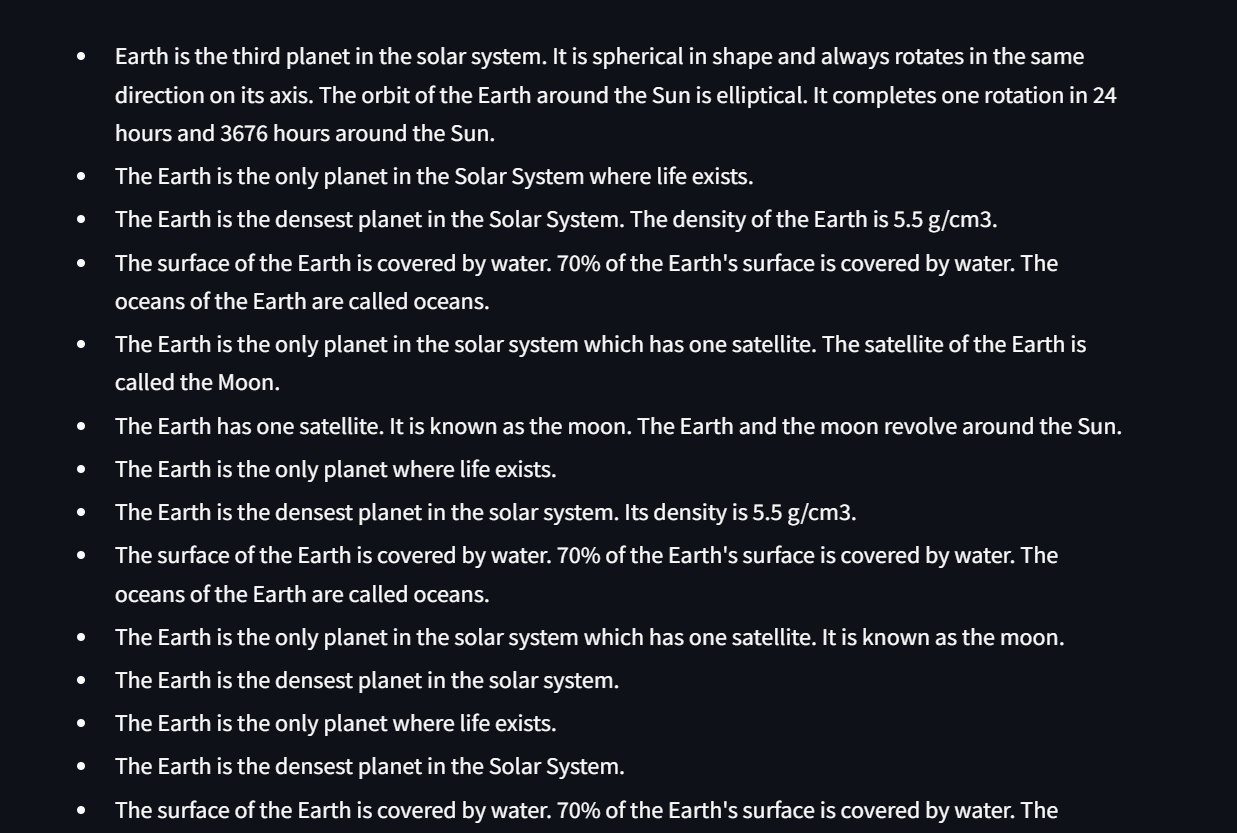 • Earth is the third planet in the solar system. It is spherical in shape and always rotates in the same
direction on its axis. The orbit of the Earth around the Sun is elliptical. It completes one rotation in 24
hours and 3676 hours around the Sun.
• The Earth is the only planet in the Solar System where life exists.
• The Earth is the densest planet in the Solar System. The density of the Earth is 5.5 g/cm3.
• The surface of the Earth is covered by water. 70% of the Earth's surface is covered by water. The
oceans of the Earth are called oceans.
• The Earth is the only planet in the solar system which has one satellite. The satellite of the Earth is
called the Moon.
• The Earth has one satellite. It is known as the moon. The Earth and the moon revolve around the Sun.
• The Earth is the only planet where life exists.
• The Earth is the densest planet in the solar system. Its density is 5.5 g/cm3.
• The surface of the Earth is covered by water. 70% of the Earth's surface is covered by water. The
oceans of the Earth are called oceans.
• The Earth is the only planet in the solar system which has one satellite. It is known as the moon.
• The Earth is the densest planet in the solar system.
• The Earth is the only planet where life exists.
• The Earth is the densest planet in the Solar System.
• The surface of the Earth is covered by water. 70% of the Earth's surface is covered by water. The